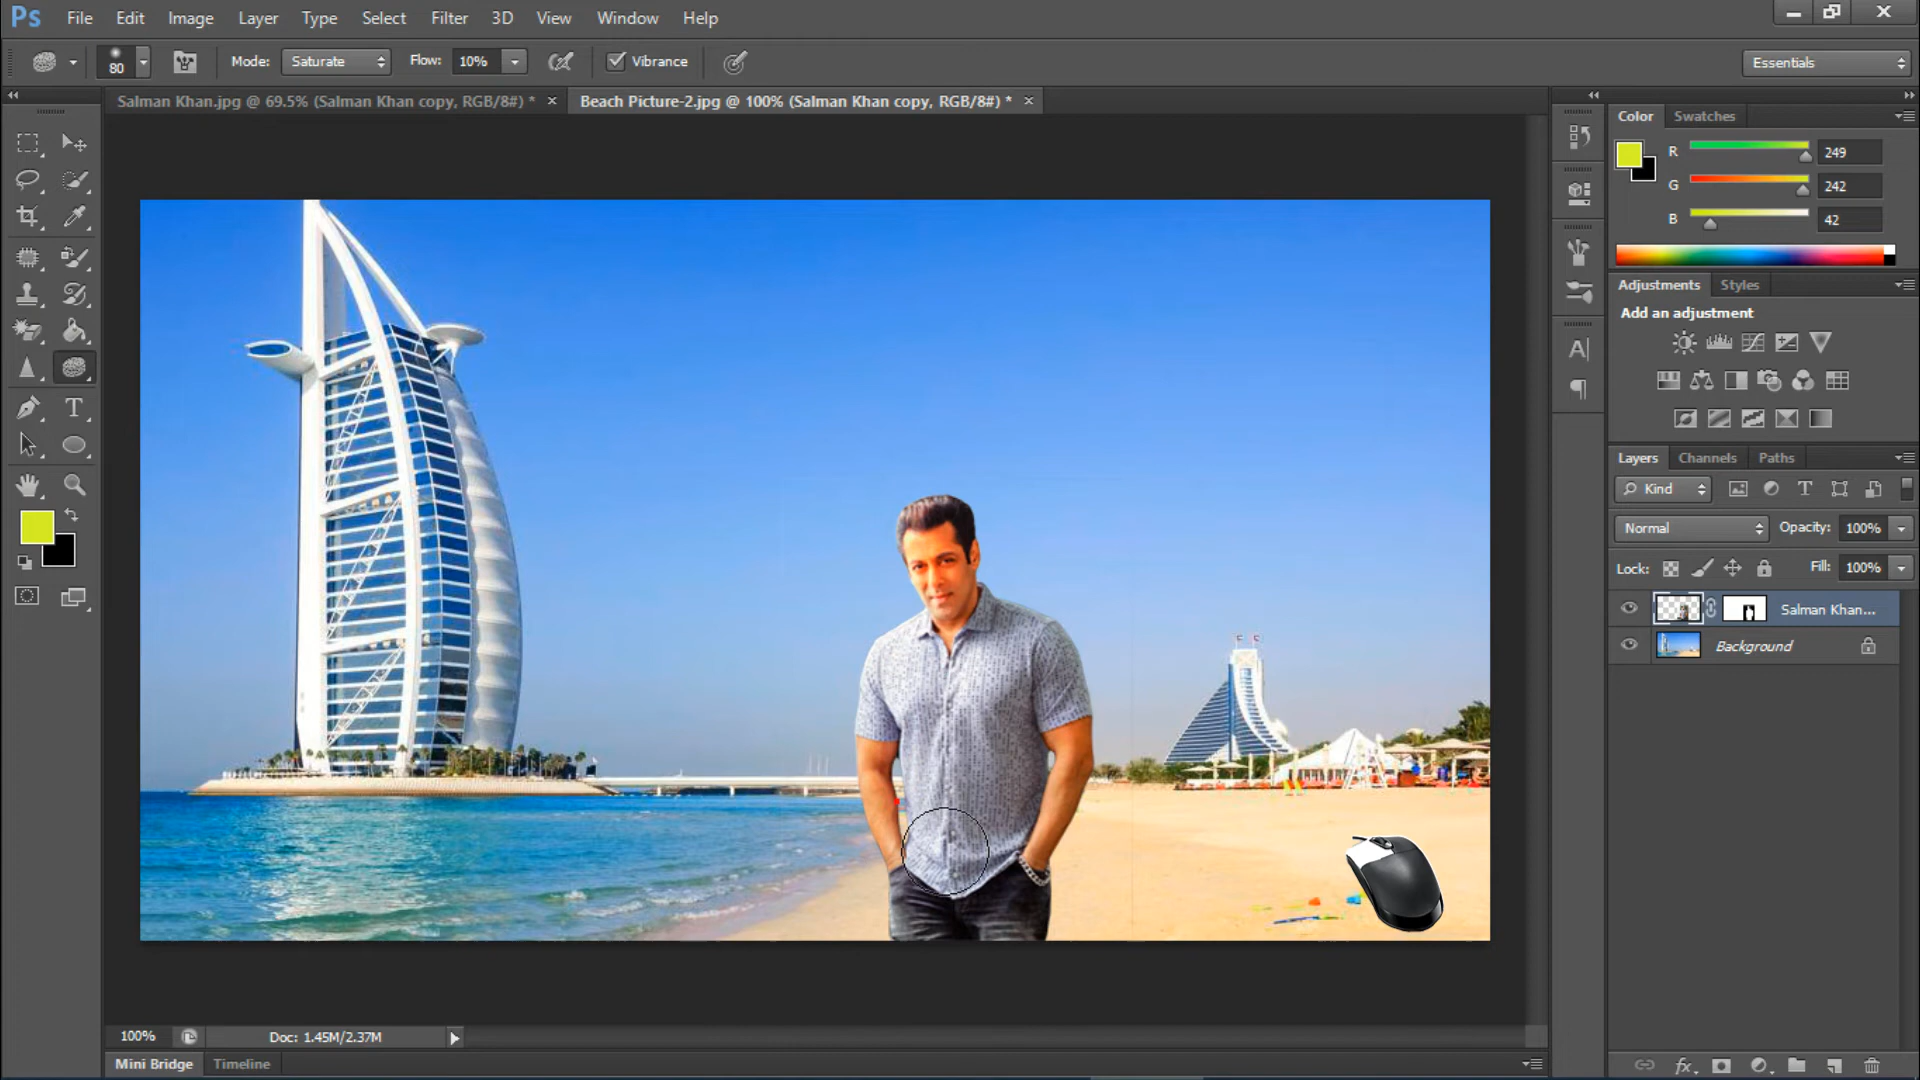 Ps File Edit Image Layer Type Select Filter 3D View Window Help
80 Mode: Saturate Flow: 10% Vibrance Essentials
Salman Khan.jpg @ 69.5% (Salman Khan copy, RGB/8#) * × Beach Picture-2.jpg @ 100% (Salman Khan copy, RGB/8#) * ×
Color Swatches
R 249
G 242
B 42
Adjustments Styles
Add an adjustment
Layers Channels Paths
Kind
Normal Opacity: 100%
Lock: Fill: 100%
Salman Khan...
Background
100% Doc: 1.45M/2.37M
Mini Bridge Timeline